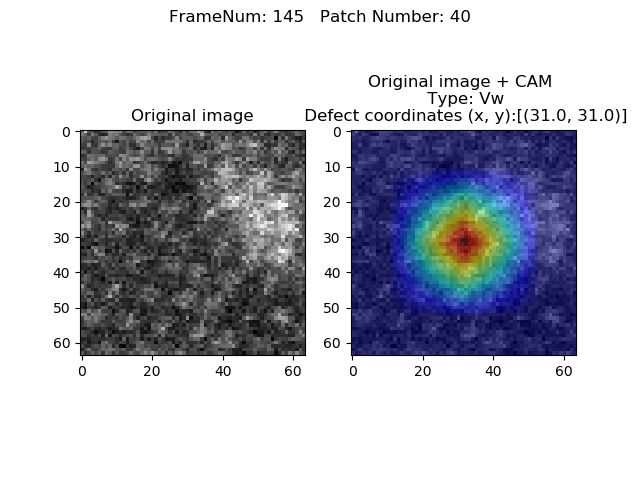 FrameNum: 145   Patch Number: 40
Original image
0
10
20
30
40
50
60
0 20 40 60
Original image + CAM
Type: Vw
Defect coordinates (x, y):[(31.0, 31.0)]
0
10
20
30
40
50
60
0 20 40 60